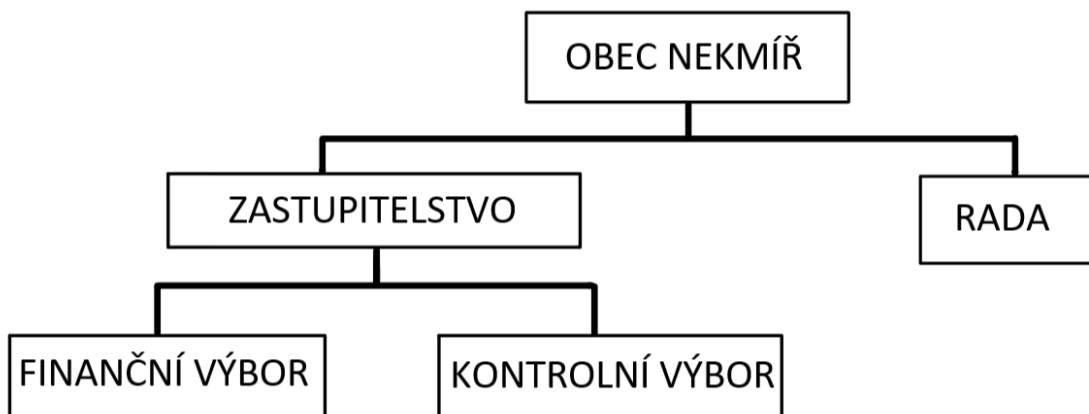 OBEC NEKMÍŘ
ZASTUPITELSTVO
RADA
FINANČNÍ VÝBOR
KONTROLNÍ VÝBOR